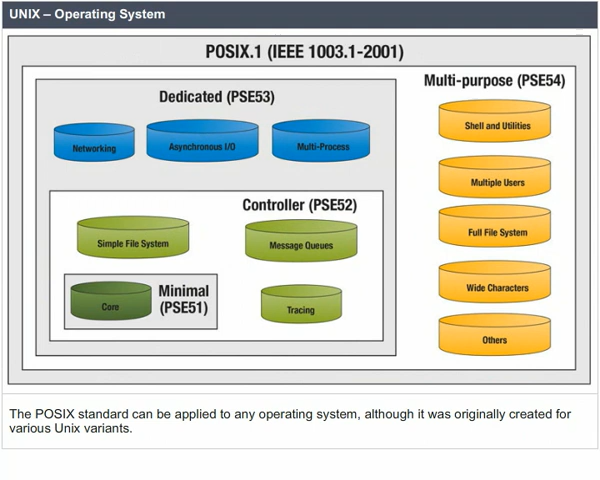 UNIX – Operating System
POSIX.1 (IEEE 1003.1-2001)
Multi-purpose (PSE54)
Dedicated (PSE53)
Networking
Asynchronous I/O
Multi-Process
Shell and Utilities
Multiple Users
Controller (PSE52)
Simple File System
Message Queues
Full File System
Minimal
(PSE51)
Core
Tracing
Wide Characters
Others
The POSIX standard can be applied to any operating system, although it was originally created for
various Unix variants.